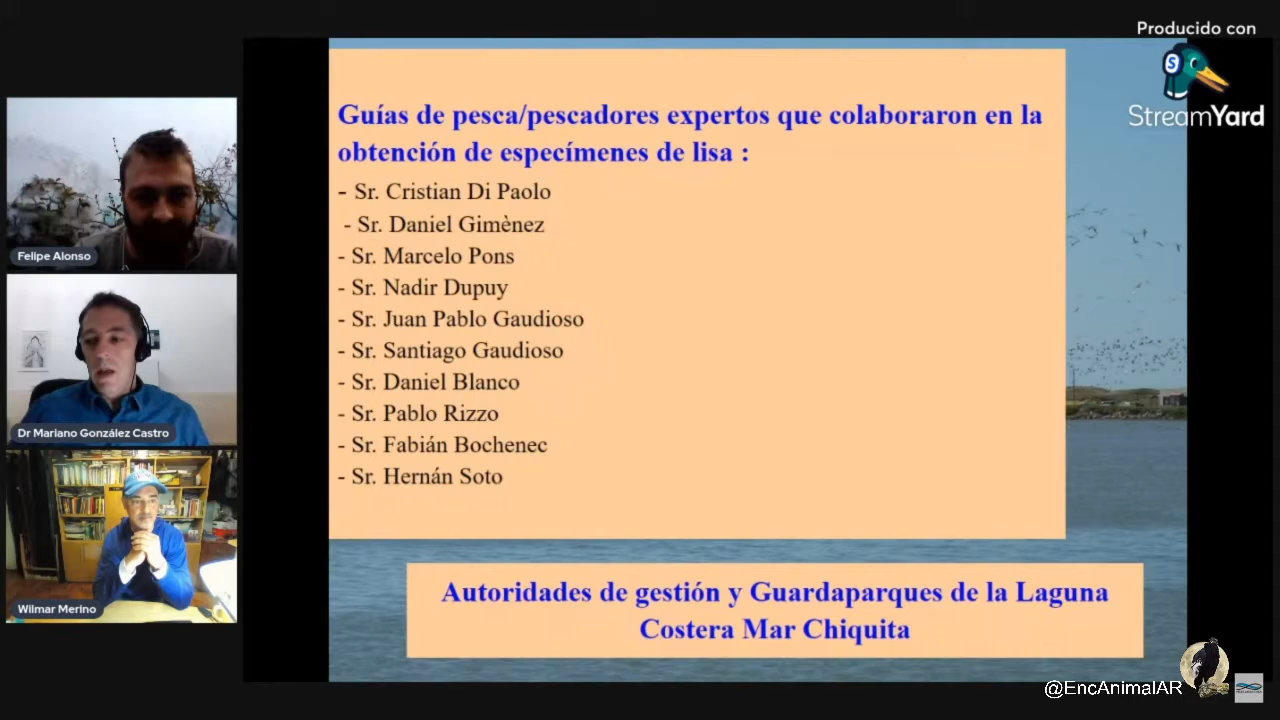 Producido con
StreamYard
Guías de pesca/pescadores expertos que colaboraron en la
obtención de especímenes de lisa :
- Sr. Cristian Di Paolo
- Sr. Daniel Gimènez
- Sr. Marcelo Pons
- Sr. Nadir Dupuy
- Sr. Juan Pablo Gaudioso
- Sr. Santiago Gaudioso
- Sr. Daniel Blanco
- Sr. Pablo Rizzo
- Sr. Fabián Bochenec
- Sr. Hernán Soto
Autoridades de gestión y Guardaparques de la Laguna
Costera Mar Chiquita
Felipe Alonso
Dr Mariano González Castro
Wilmar Merino
@EncAnimalAR